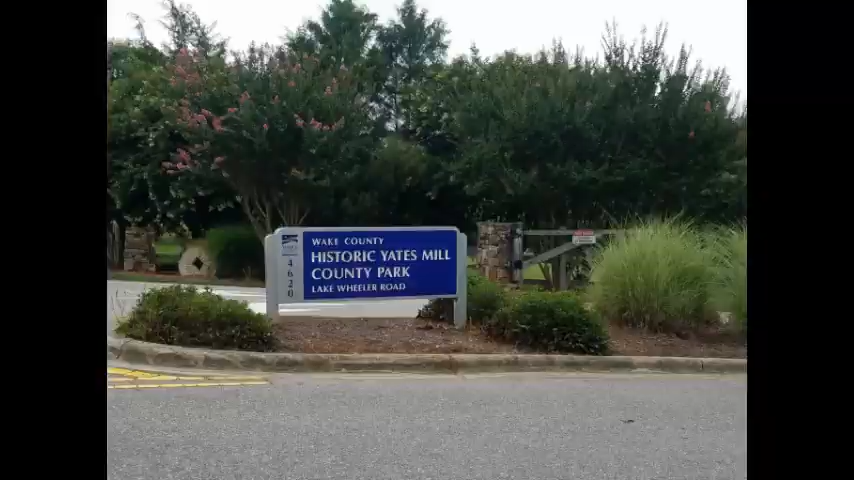 WAKE COUNTY
HISTORIC YATES MILL
COUNTY PARK
LAKE WHEELER ROAD
4620